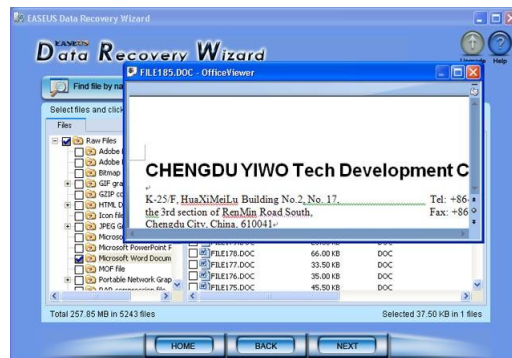 EASEUS Data Recovery Wizard
EASEUS
Data Recovery Wizard
Upgrade Help
Find file by na
FILE185.DOC - OfficeViewer
Select files and click
Files
CHENGDU YIWO Tech Development C
K-25/F, HuaXiMeiLu Building No.2, No. 17, Tel: +86-
the 3rd section of RenMin Road South, Fax: +86
Chengdu City, China, 610041
Raw Files
Adobe
Adobe
Bitmap
GIF gra
GZIP co
HTML D
Icon file
JPEG G
Microso
Microsoft PowerPoint F
Microsoft Word Docum
MOF file
Portable Network Grap
FILE178.DOC 66.00 KB DOC
FILE177.DOC 33.50 KB DOC
FILE176.DOC 35.00 KB DOC
FILE175.DOC 45.50 KB DOC
Total 257.85 MB in 5243 files Selected 37.50 KB in 1 files
HOME BACK NEXT